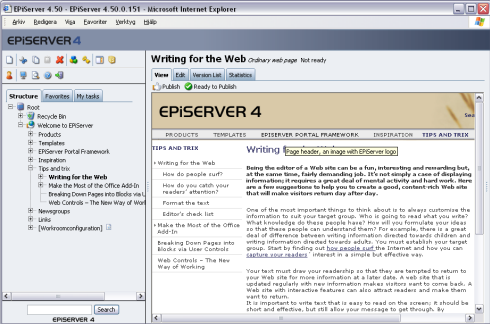 EPiServer 4.50 - EPiServer 4.50.0.151 - Microsoft Internet Explorer
Arkiv Redigera Visa Favoriter Verktyg Hjälp
EPiSERVER 4
Structure Favorites My tasks
Root
Recycle Bin
Welcome to EPiServer
Products
Templates
EPiServer Portal Framework
Inspiration
Tips and trix
Writing for the Web
Make the Most of the Office Add-In
Breaking Down Pages into Blocks via U
Web Controls - The New Way of Wor
Newsgroups
Links
[Workroomconfiguration]
Search
EPiSERVER 4
Writing for the Web Ordinary web page Not ready
View Edit Version List Statistics
Publish Ready to Publish
EPiSERVER 4
Sea
PRODUCTS TEMPLATES EPISERVER PORTAL FRAMEWORK INSPIRATION TIPS AND TRIX
TIPS AND TRIX
Writing for the Web
How do people surf?
How do you catch your
readers' attention?
Format the text
Editor's check list
Make the Most of the Office
Add-In
Breaking Down Pages into
Blocks via User Controls
Web Controls - The New
Way of Working
Writing
Page header, an image with EPiServer logo
Being the editor of a Web site can be a fun, interesting and rewarding but,
at the same time, fairly demanding job. It's not simply a case of displaying
information; it requires a great deal of mental activity and hard work. Here
are a few suggestions to help you to create a good, content-rich Web site
that will make visitors return day after day.
One of the most important things to think about is to always customise the
information to suit your target group. Who is going to read what you write?
What knowledge do these people have? How will you formulate your ideas
so that these people can understand them? For example, there is a great
deal of difference between writing information directed towards children and
writing information directed towards adults. You must establish your target
group. Start by finding out how people surf the Internet and how you can
capture your readers' interest in a simple but effective way.
Your text must draw your readership so that they are tempted to return to
your Web site for more information at a later date. A web site that is
updated regularly with new information makes visitors want to come back. A
Web site with interactive features can also attract readers and make them
want to return.
It is important to write text that is easy to read on the screen; it should be
short and effective, but still allow your message to get through. By